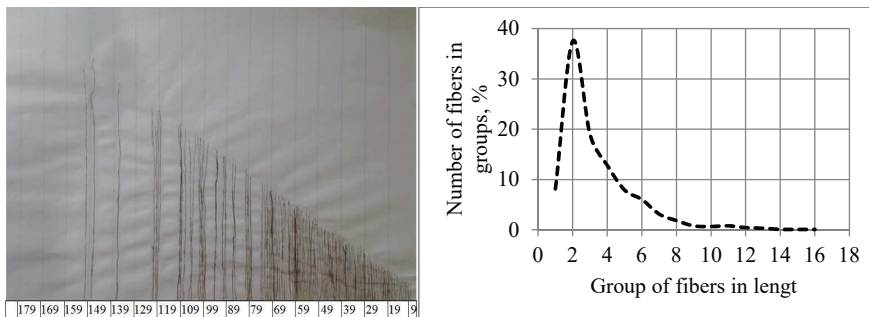 179 169 159 149 139 129 119 109 99 89 79 69 59 49 39 29 19 9
Number of fibers in
groups, %
40
30
20
10
0
0 2 4 6 8 10 12 14 16 18
Group of fibers in lengt